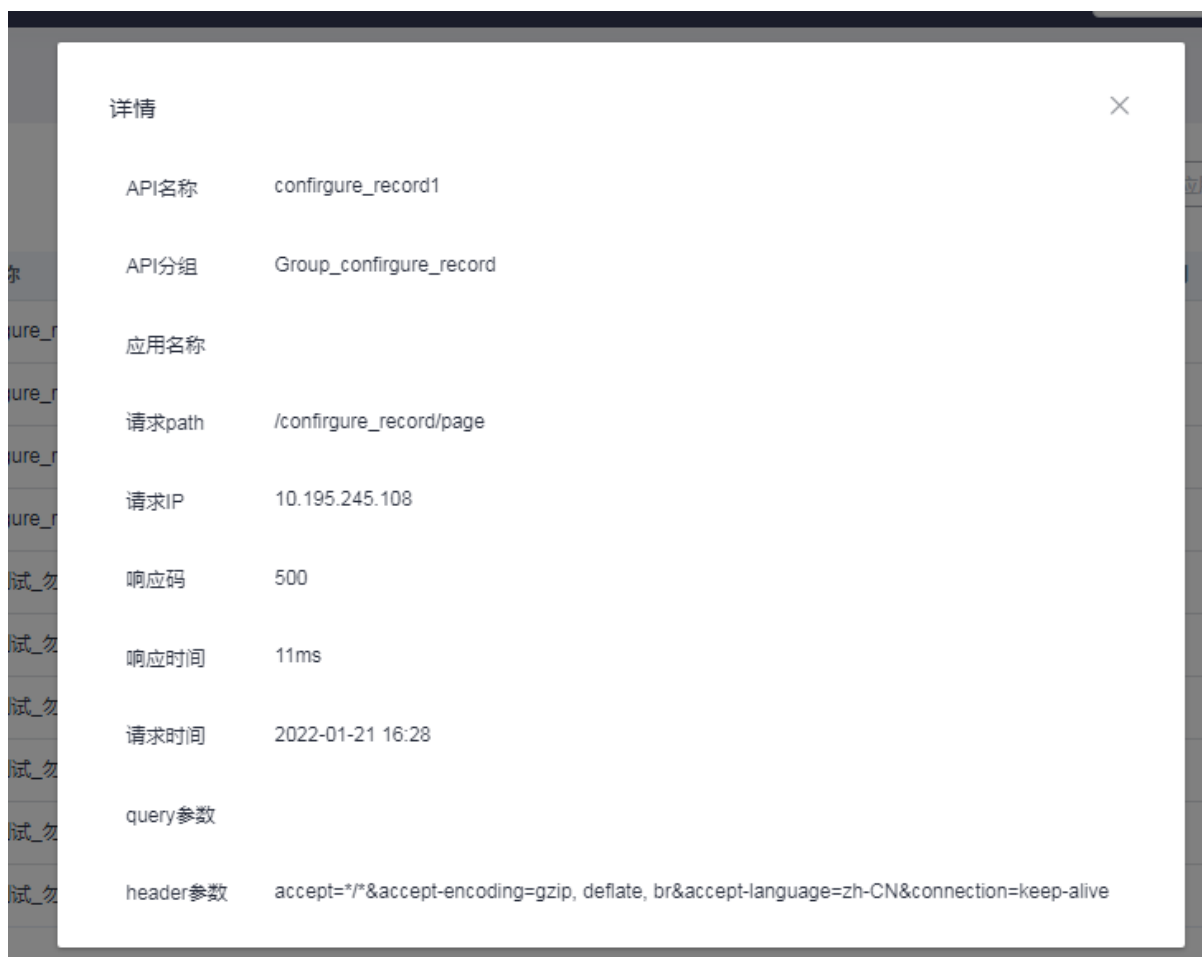 详情
API名称 confirgure_record1
API分组 Group_confirgure_record
应用名称
请求path /confirgure_record/page
请求IP 10.195.245.108
响应码 500
响应时间 11ms
请求时间 2022-01-21 16:28
query参数
header参数 accept=*/*&accept-encoding=gzip, deflate, br&accept-language=zh-CN&connection=keep-alive